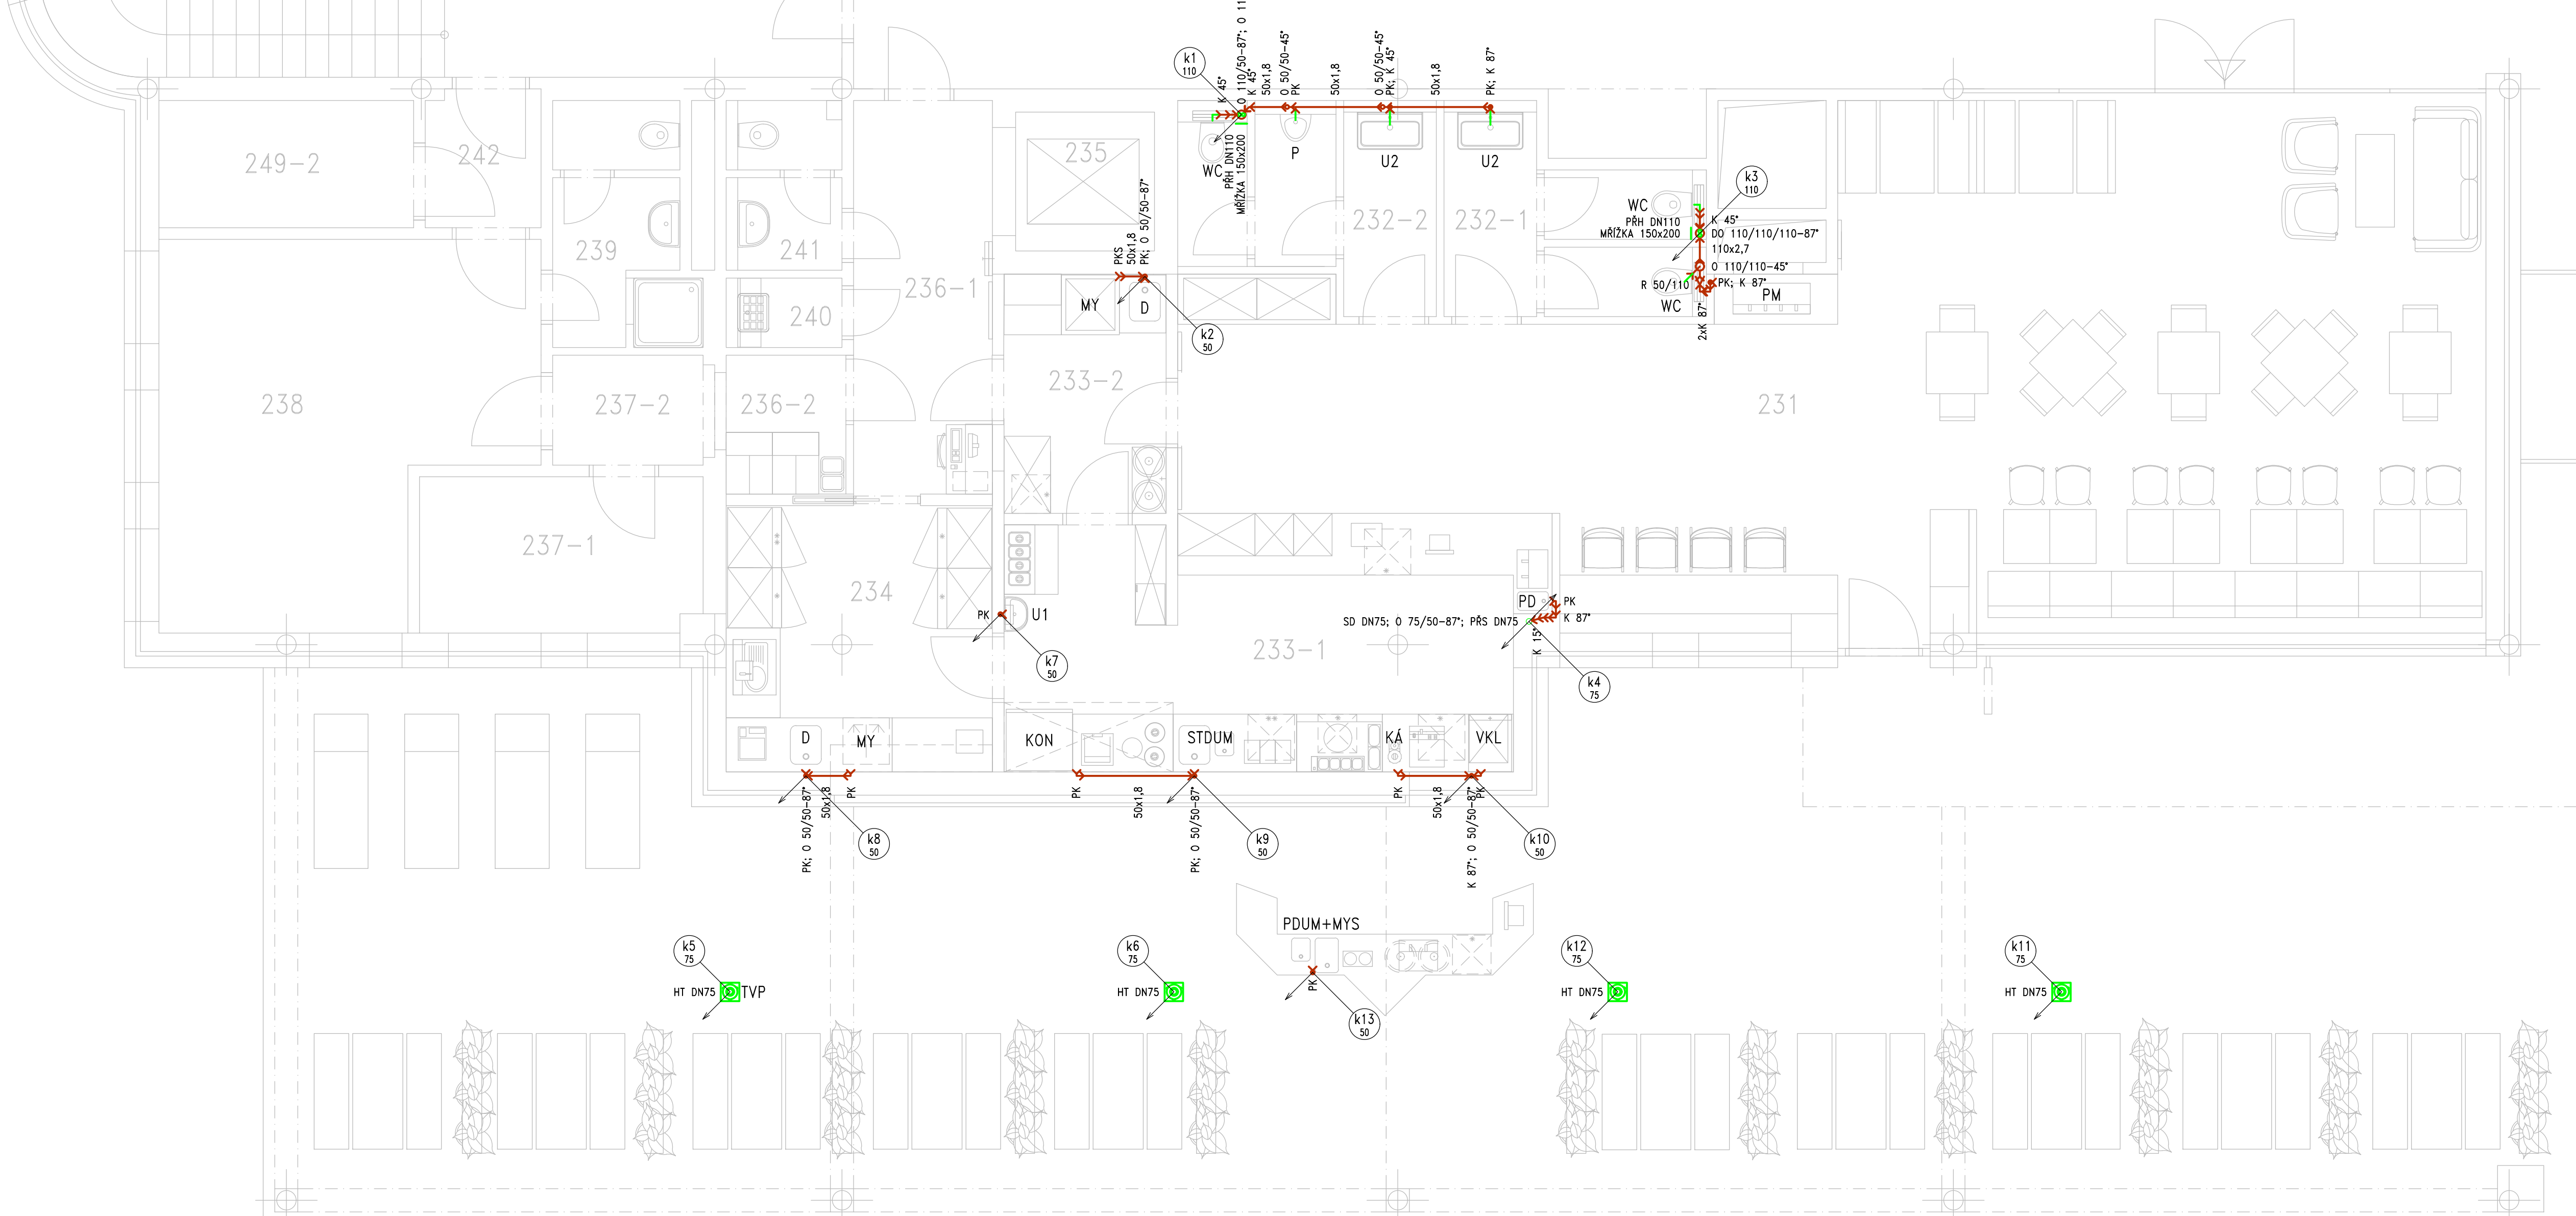 k1
110
K 45°
O 110/50-87°; O 11
K 45°
50x1,8
O 50/50-45°
PK
50x1,8
O 50/50-45°
PK; K 45°
50x1,8
PK; K 87°
WC
PŘH DN110
MŘÍŽKA 150x200
P
U2
U2
249-2
242
235
k3
110
WC
PŘH DN110
MŘÍŽKA 150x200
K 45°
DO 110/110/110-87°
110x2,7
O 110/110-45°
R 50/110
PK; K 87°
WC
PM
2xK 87°
232-2
232-1
239
241
PKS
50x1,8
PK; O 50/50-87°
236-1
MY
D
240
k2
50
233-2
238
237-2
236-2
231
237-1
234
PK
U1
k7
50
PD
PK
SD DN75; O 75/50-87°; PŘS DN75
K 87°
K 15°
233-1
k4
75
D
MY
KON
STDUM
KÁ
VKL
PK; O 50/50-87°
50x1,8
PK
k8
50
PK
50x1,8
PK; O 50/50-87°
k9
50
PK
50x1,8
K 87°; O 50/50-87°
PK
k10
50
PDUM+MYS
k5
75
HT DN75
TVP
k6
75
HT DN75
PK
k13
50
k12
75
HT DN75
k11
75
HT DN75